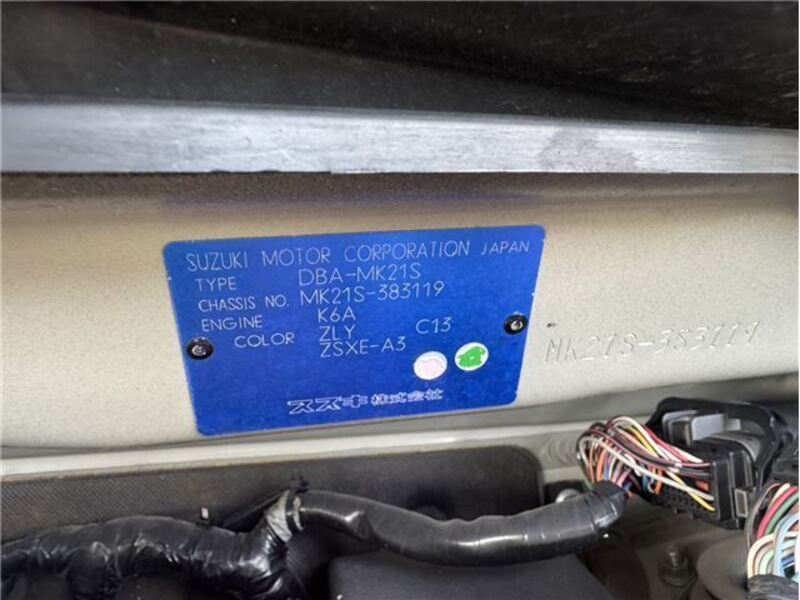 SUZUKI MOTOR CORPORATION JAPAN
TYPE DBA-MK21S
CHASSIS NO. MK21S-383119
ENGINE K6A
COLOR ZLY C13
ZSXE-A3
スズキ株式会社
MK21S-383119